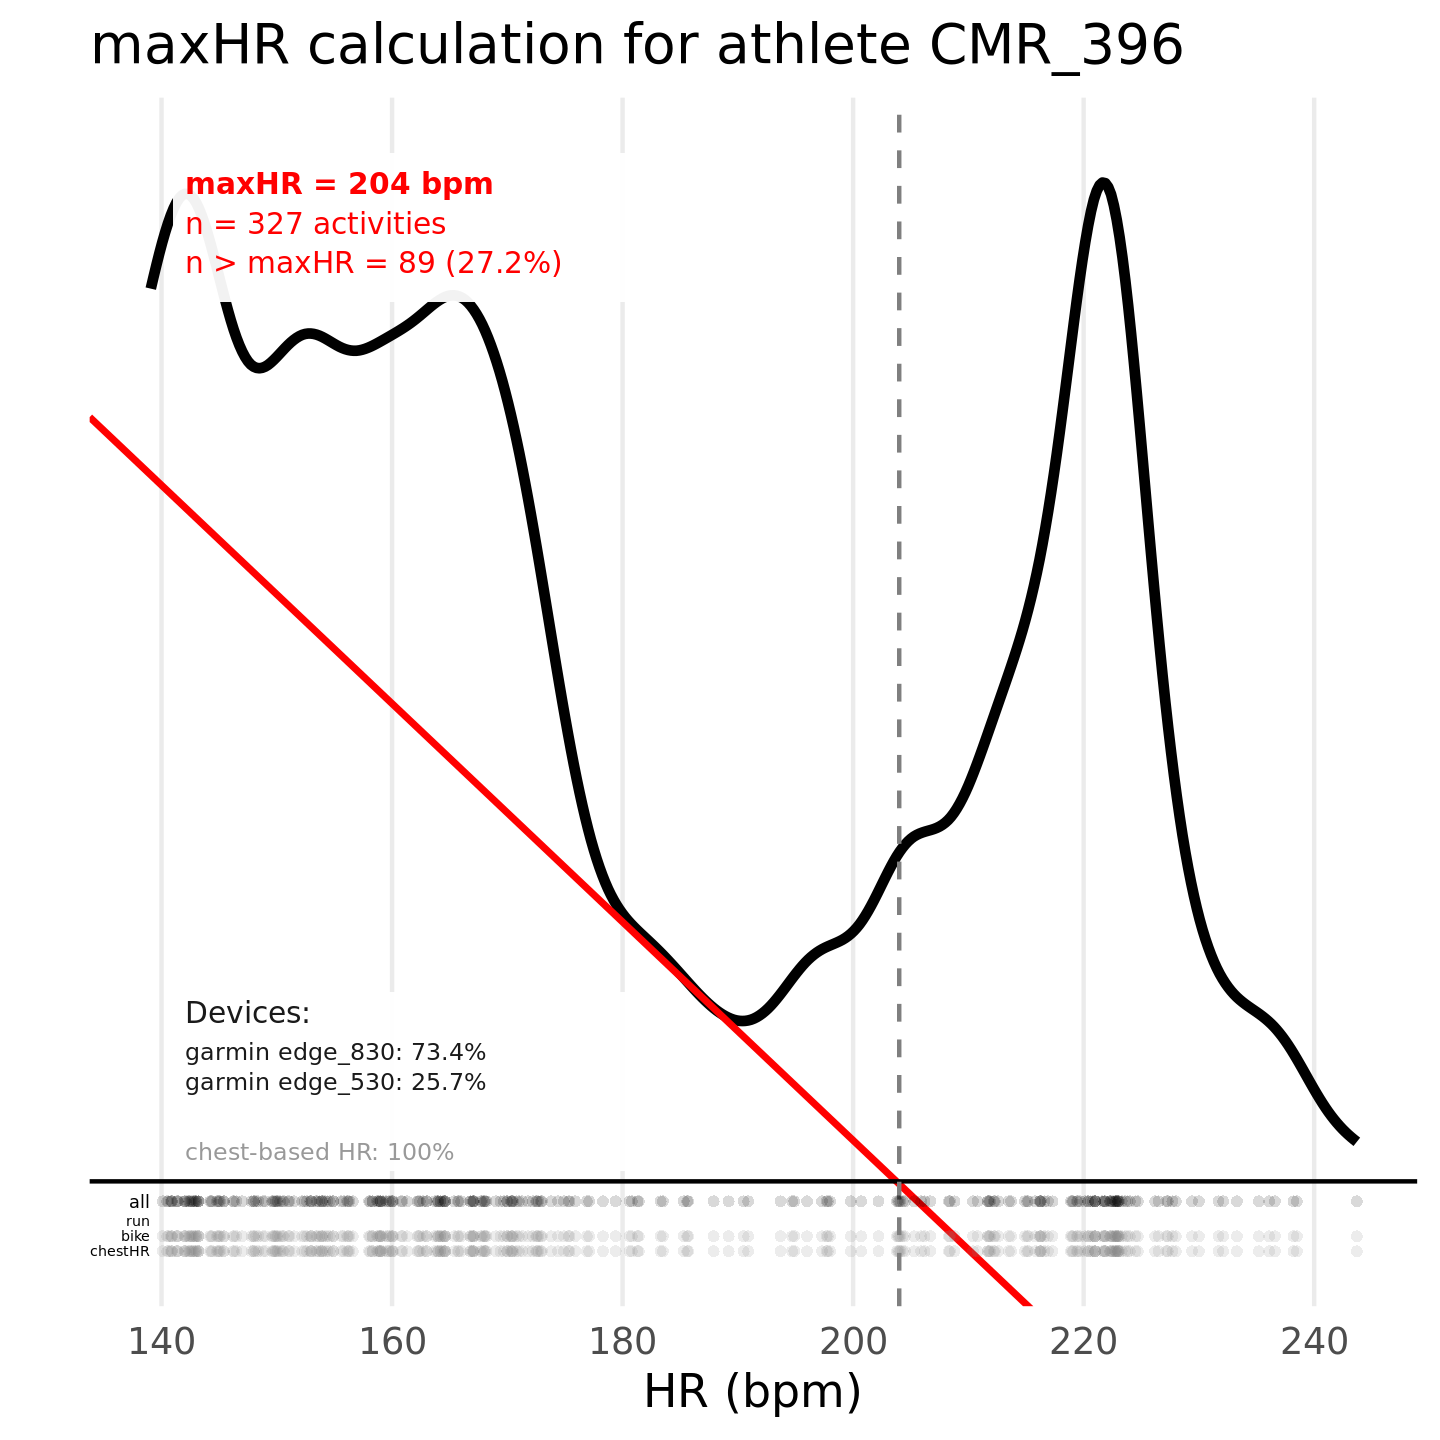 maxHR calculation for athlete CMR_396
maxHR = 204 bpm
n = 327 activities
n > maxHR = 89 (27.2%)
Devices:
garmin edge_830: 73.4%
garmin edge_530: 25.7%
chest-based HR: 100%
all
run
bike
chestHR
140 160 180 200 220 240
HR (bpm)